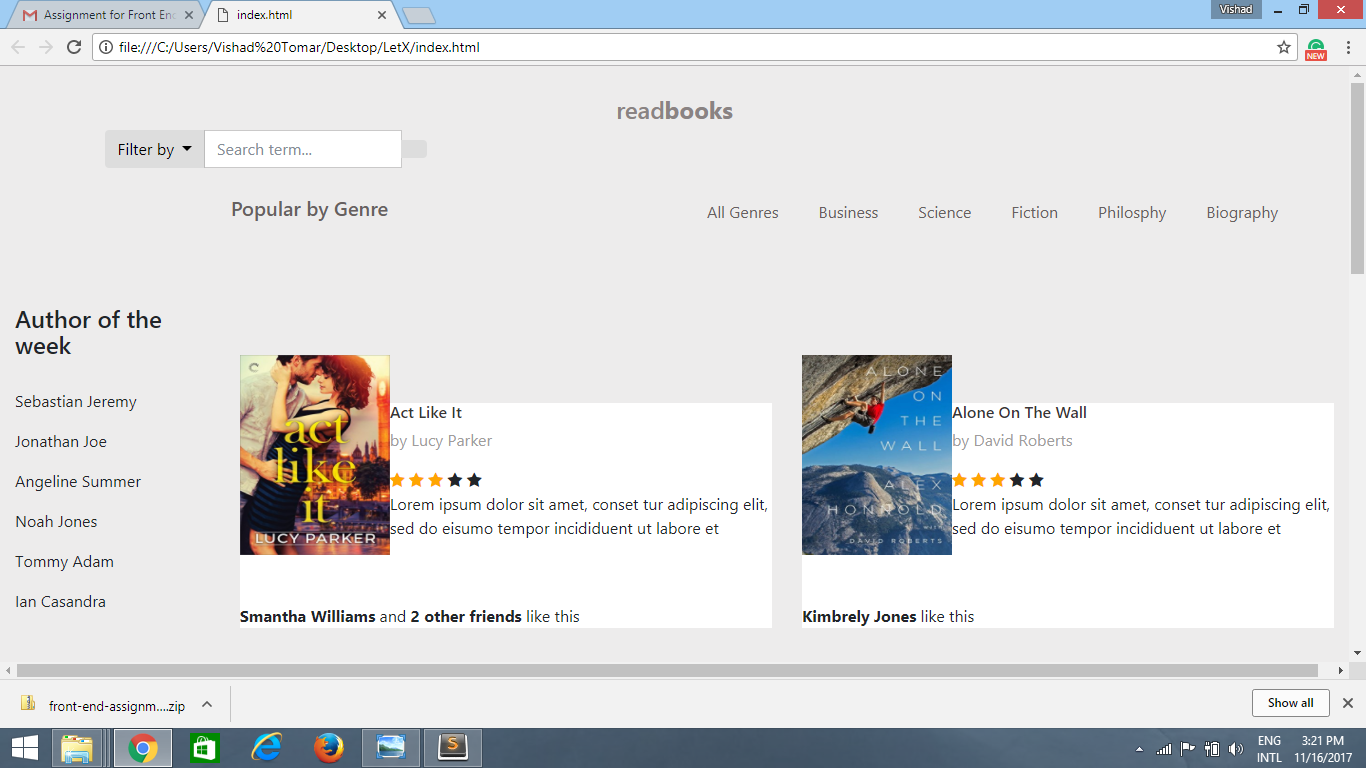 Assignment for Front En
index.html
Vishad
file:///C:/Users/Vishad%20Tomar/Desktop/LetX/index.html
NEW
readbooks
Filter by
Search term...
Popular by Genre
All Genres
Business
Science
Fiction
Philosphy
Biography
Author of the
week
Sebastian Jeremy
Jonathan Joe
Angeline Summer
Noah Jones
Tommy Adam
Ian Casandra
act
like
it
LUCY PARKER
Act Like It
by Lucy Parker
Lorem ipsum dolor sit amet, conset tur adipiscing elit,
sed do eisumo tempor incididuent ut labore et
Smantha Williams and 2 other friends like this
ALONE
ON
THE
WALL
ALEX
HONNOLD
DAVID ROBERTS
Alone On The Wall
by David Roberts
Lorem ipsum dolor sit amet, conset tur adipiscing elit,
sed do eisumo tempor incididuent ut labore et
Kimbrely Jones like this
front-end-assignm....zip
Show all
ENG
INTL
3:21 PM
11/16/2017